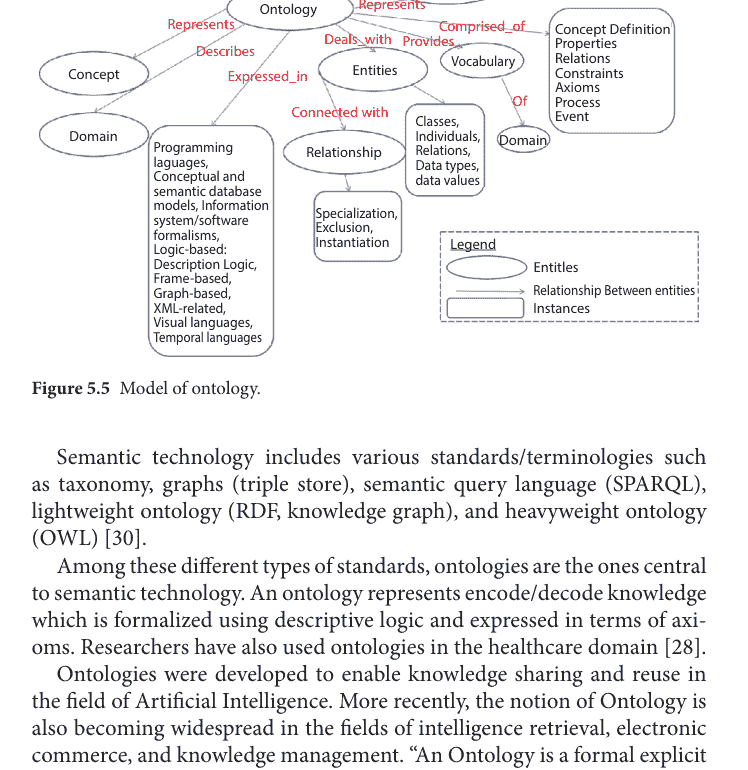 Represents
Ontology
Represents
Comprised_of
Describes
Deals_with
Provides
Expressed_in
Concept
Entities
Vocabulary
Concept Definition
Properties
Relations
Constraints
Axioms
Process
Event
Connected with
Of
Domain
Relationship
Classes,
Individuals,
Relations,
Data types,
data values
Domain
Programming
laguages,
Conceptual and
semantic database
models, Information
system/software
formalisms,
Logic-based:
Description Logic,
Frame-based,
Graph-based,
XML-related,
Visual languages,
Temporal languages
Specialization,
Exclusion,
Instantiation
Legend
Entitles
Relationship Between entities
Instances
Figure 5.5 Model of ontology.
Semantic technology includes various standards/terminologies such
as taxonomy, graphs (triple store), semantic query language (SPARQL),
lightweight ontology (RDF, knowledge graph), and heavyweight ontology
(OWL) [30].
Among these different types of standards, ontologies are the ones central
to semantic technology. An ontology represents encode/decode knowledge
which is formalized using descriptive logic and expressed in terms of axi-
oms. Researchers have also used ontologies in the healthcare domain [28].
Ontologies were developed to enable knowledge sharing and reuse in
the field of Artificial Intelligence. More recently, the notion of Ontology is
also becoming widespread in the fields of intelligence retrieval, electronic
commerce, and knowledge management. “An Ontology is a formal explicit